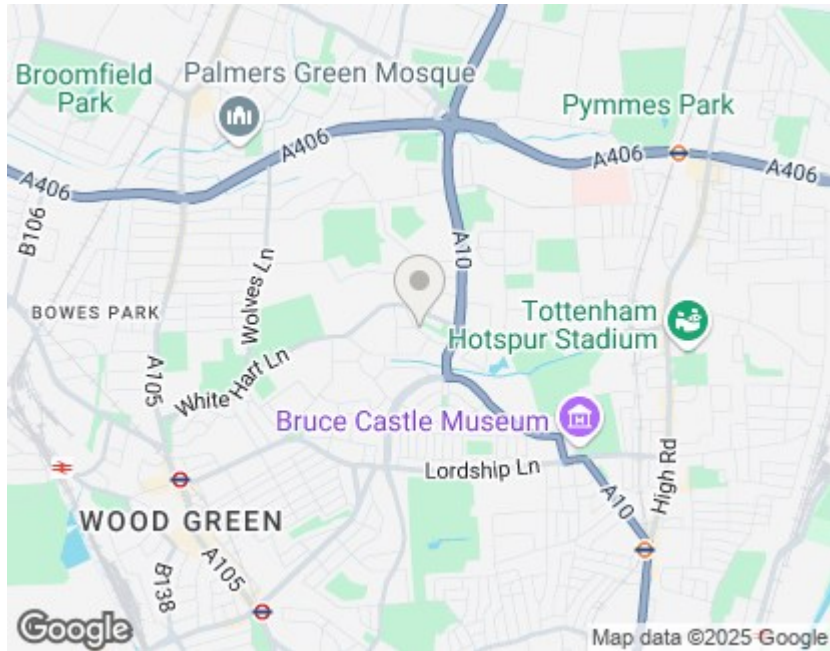 Broomfield
Park
Palmers Green Mosque
Pymmes Park
A406
A406
A406
A406
B106
Wolves Ln
A10
BOWES PARK
Tottenham
Hotspur Stadium
A105
White Hart Ln
Bruce Castle Museum
Lordship Ln
High Rd
A10
WOOD GREEN
A105
B138
Google
Map data ©2025 Google